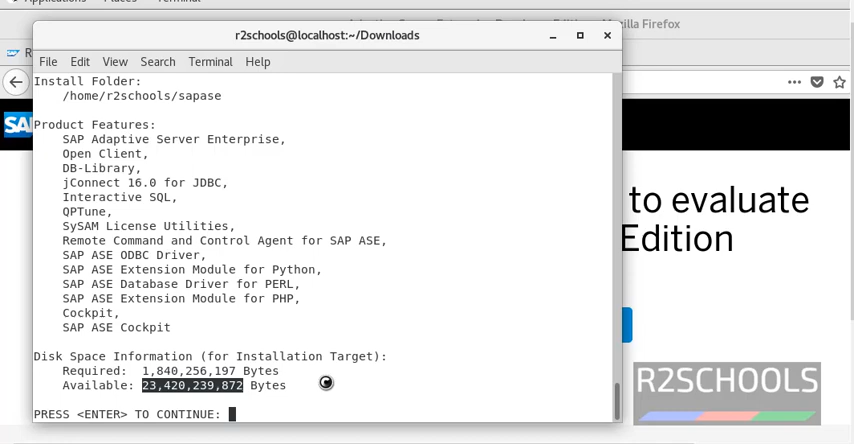 Applications Places Terminal
r2schools@localhost:~/Downloads
Mozilla Firefox
File Edit View Search Terminal Help
R
Install Folder:
/home/r2schools/sapase
Product Features:
SAP Adaptive Server Enterprise,
Open Client,
DB-Library,
jConnect 16.0 for JDBC,
Interactive SQL,
QPTune,
SySAM License Utilities,
Remote Command and Control Agent for SAP ASE,
SAP ASE ODBC Driver,
SAP ASE Extension Module for Python,
SAP ASE Database Driver for PERL,
SAP ASE Extension Module for PHP,
Cockpit,
SAP ASE Cockpit
Disk Space Information (for Installation Target):
Required: 1,840,256,197 Bytes
Available: 23,420,239,872 Bytes
PRESS <ENTER> TO CONTINUE:
SAP
to evaluate
Edition
R2SCHOOLS